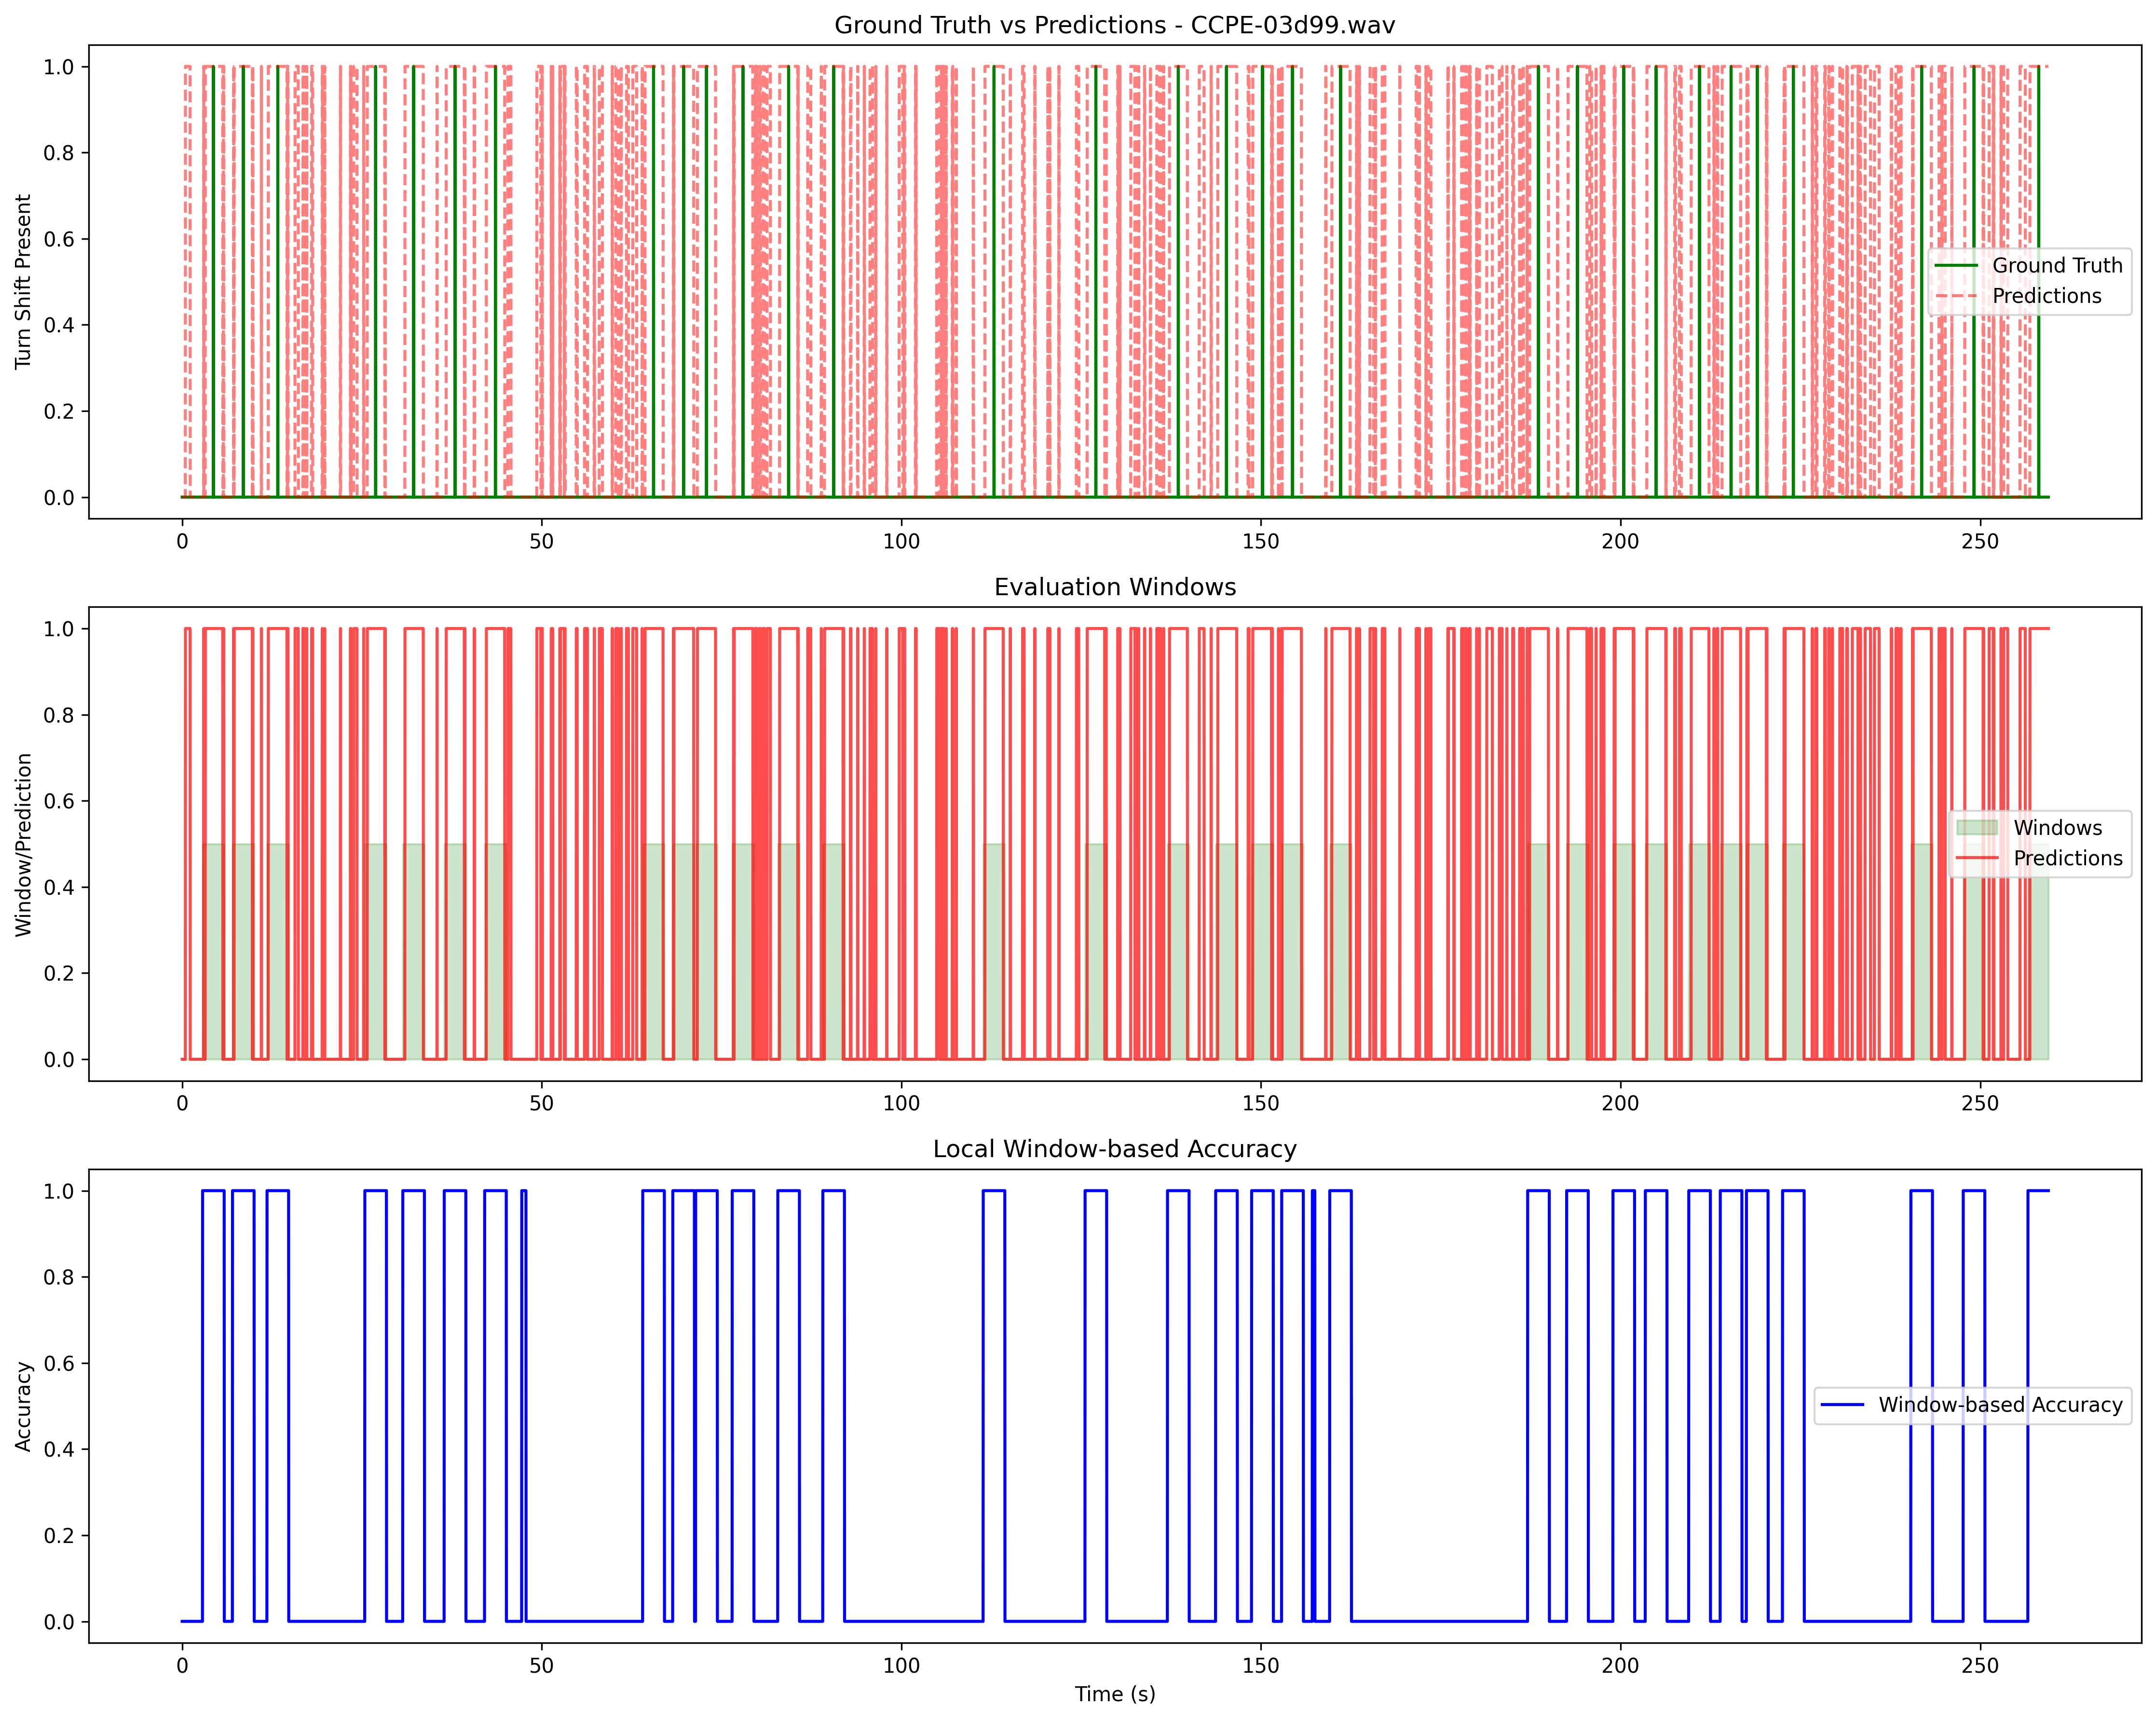 Ground Truth vs Predictions - CCPE-03d99.wav
1.0
0.8
0.6
0.4
0.2
0.0
Turn Shift Present
Ground Truth
Predictions
0 50 100 150 200 250
Evaluation Windows
1.0
0.8
0.6
0.4
0.2
0.0
Window/Prediction
Windows
Predictions
0 50 100 150 200 250
Local Window-based Accuracy
1.0
0.8
0.6
0.4
0.2
0.0
Accuracy
Window-based Accuracy
0 50 100 150 200 250
Time (s)